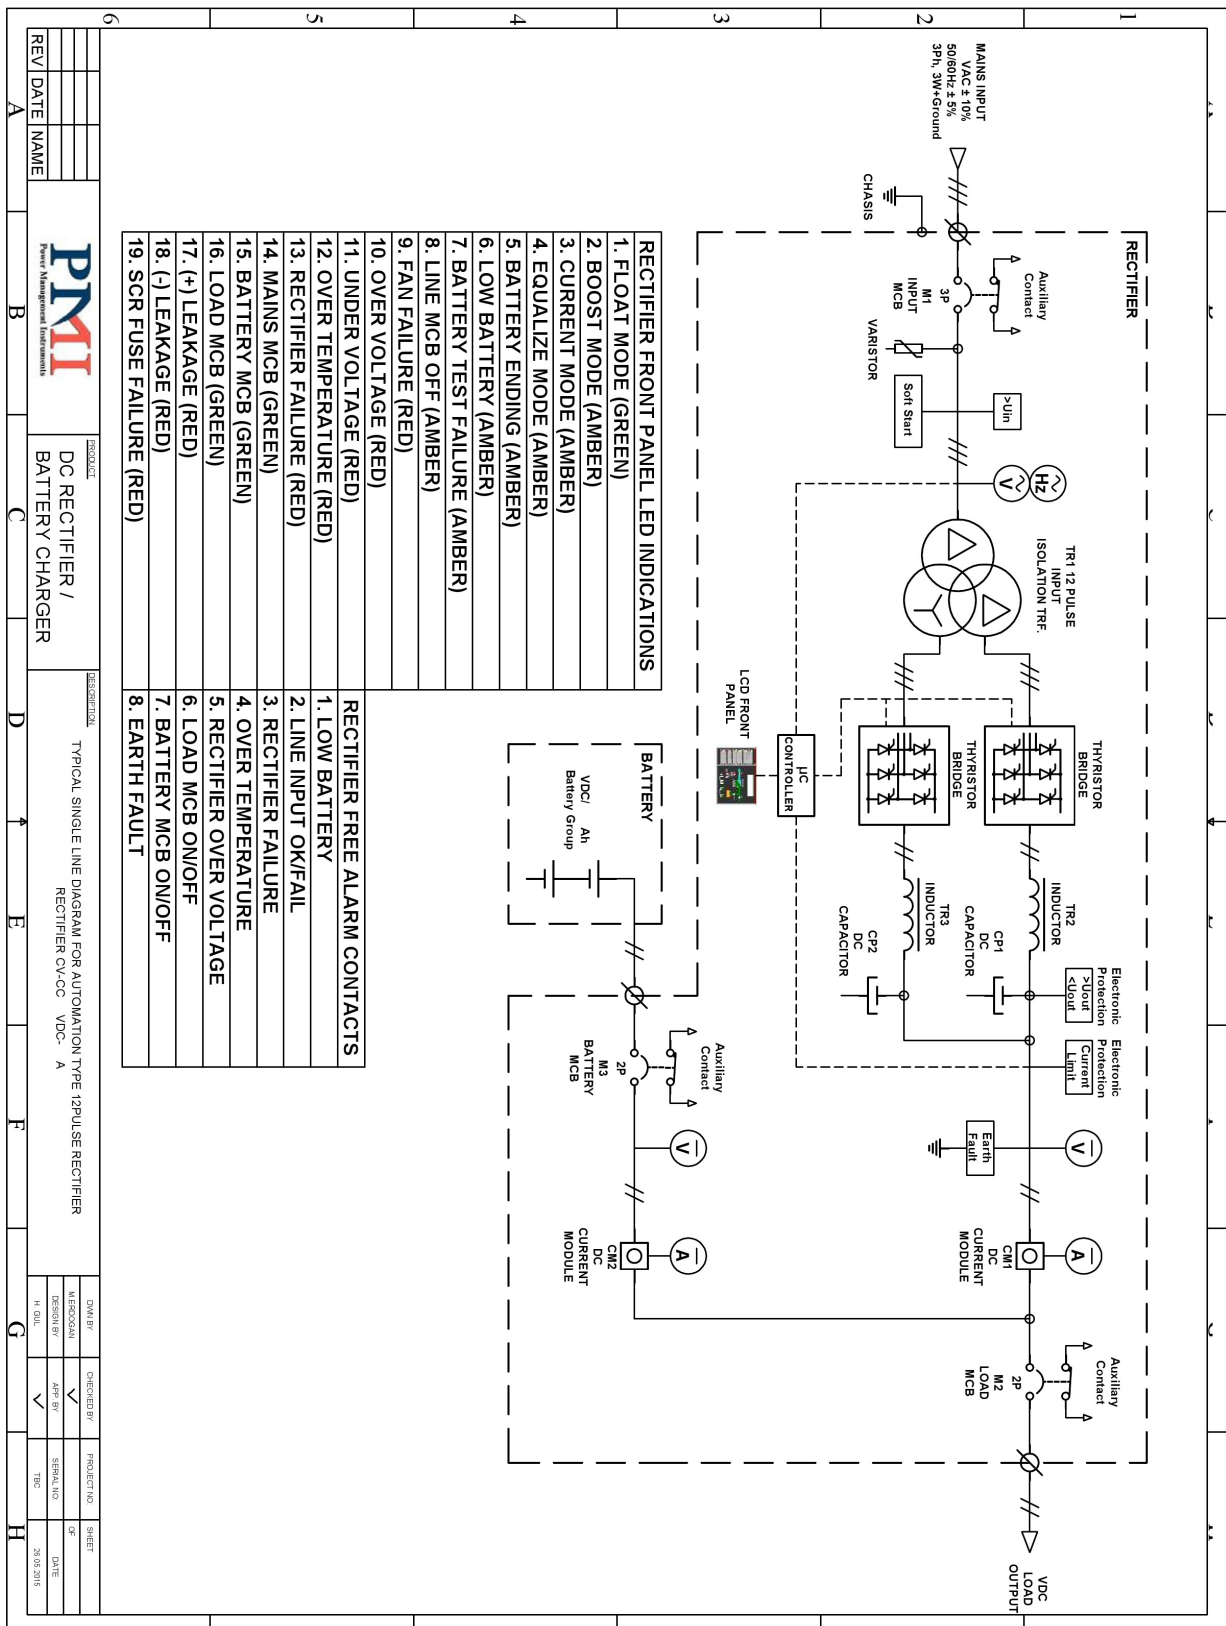 1
2
3
4
5
6
RECTIFIER
MAINS INPUT
VAC ± 10%
50/60Hz ± 5%
3Ph, 3W+Ground
CHASIS
Auxiliary
Contact
3P
M1
INPUT
MCB
VARISTOR
>Uin
Soft Start
Hz
V
TR1 12 PULSE
INPUT
ISOLATION TRF.
THYRISTOR
BRIDGE
THYRISTOR
BRIDGE
µC
CONTROLLER
LCD FRONT
PANEL
TR2
INDUCTOR
TR3
INDUCTOR
CP1
DC
CAPACITOR
CP2
DC
CAPACITOR
Electronic
Protection
>Uout
<Uout
Electronic
Protection
Current
Limit
V
Earth
Fault
A
CM1
DC
CURRENT
MODULE
Auxiliary
Contact
2P
M2
LOAD
MCB
VDC
LOAD
OUTPUT
BATTERY
VDC/ Ah
Battery Group
Auxiliary
Contact
2P
M3
BATTERY
MCB
V
A
CM2
DC
CURRENT
MODULE
RECTIFIER FRONT PANEL LED INDICATIONS
1. FLOAT MODE (GREEN)
2. BOOST MODE (AMBER)
3. CURRENT MODE (AMBER)
4. EQUALIZE MODE (AMBER)
5. BATTERY ENDING (AMBER)
6. LOW BATTERY (AMBER)
7. BATTERY TEST FAILURE (AMBER)
8. LINE MCB OFF (AMBER)
9. FAN FAILURE (RED)
10. OVER VOLTAGE (RED)
11. UNDER VOLTAGE (RED)
12. OVER TEMPERATURE (RED)
13. RECTIFIER FAILURE (RED)
14. MAINS MCB (GREEN)
15. BATTERY MCB (GREEN)
16. LOAD MCB (GREEN)
17. (+) LEAKAGE (RED)
18. (-) LEAKAGE (RED)
19. SCR FUSE FAILURE (RED)
RECTIFIER FREE ALARM CONTACTS
1. LOW BATTERY
2. LINE INPUT OK/FAIL
3 RECTIFIER FAILURE
4. OVER TEMPERATURE
5. RECTIFIER OVER VOLTAGE
6. LOAD MCB ON/OFF
7. BATTERY MCB ON/OFF
8. EARTH FAULT
REV DATE NAME
PMI
Power Management Instruments
PRODUCT
DC RECTIFIER /
BATTERY CHARGER
DESCRIPTION
TYPICAL SINGLE LINE DIAGRAM FOR AUTOMATION TYPE 12PULSE RECTIFIER
RECTIFIER CV-CC VDC- A
DWN BY CHECKED BY PROJECT NO. SHEET
M.ERDOGAN OF
DESIGN BY APP. BY SERIAL NO. DATE
H. GUL TBC 26.05.2015
A B C D E F G H